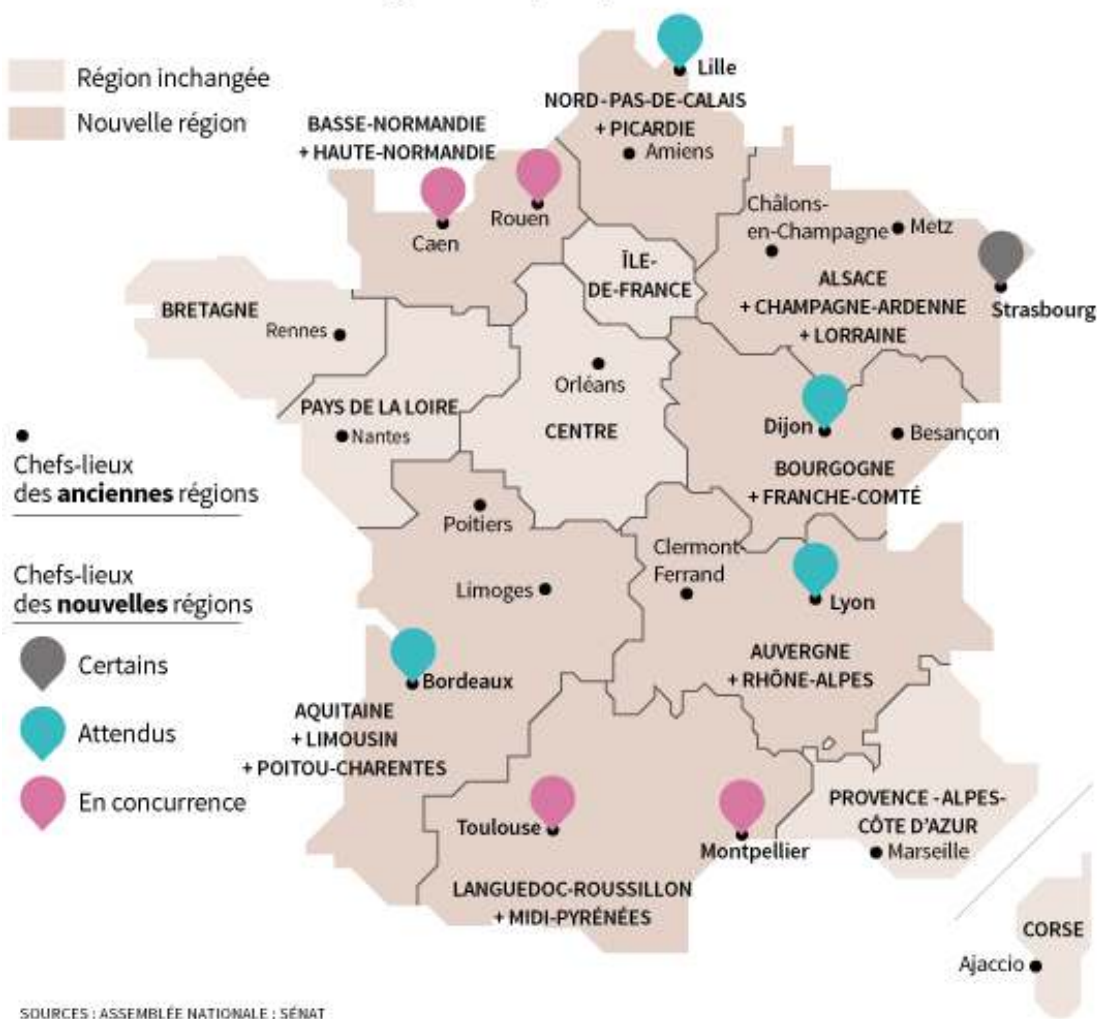 Région inchangée
Nouvelle région
Lille
NORD-PAS-DE-CALAIS
+ PICARDIE
Amiens
BASSE-NORMANDIE
+ HAUTE-NORMANDIE
Rouen
Caen
Châlons-
en-Champagne
Metz
ÎLE-
DE-FRANCE
ALSACE
+ CHAMPAGNE-ARDENNE
+ LORRAINE
Strasbourg
BRETAGNE
Rennes
Orléans
PAYS DE LA LOIRE
Nantes
CENTRE
Dijon
Besançon
BOURGOGNE
+ FRANCHE-COMTÉ
Chefs-lieux
des anciennes régions
Poitiers
Clermont-
Ferrand
Limoges
Lyon
Chefs-lieux
des nouvelles régions
Certains
Attendus
En concurrence
AUVERGNE
+ RHÔNE-ALPES
Bordeaux
AQUITAINE
+ LIMOUSIN
+ POITOU-CHARENTES
Toulouse
Montpellier
PROVENCE -ALPES-
CÔTE D'AZUR
Marseille
LANGUEDOC-ROUSSILLON
+ MIDI-PYRÉNÉES
CORSE
Ajaccio
SOURCES : ASSEMBLÉE NATIONALE ; SÉNAT